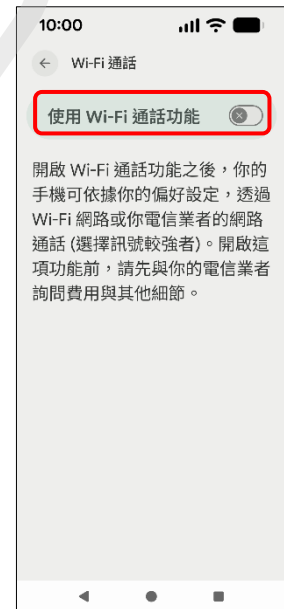 10:00
Wi-Fi 通話
使用 Wi-Fi 通話功能
開啟 Wi-Fi 通話功能之後，你的
手機可依據你的偏好設定，透過
Wi-Fi 網路或你電信業者的網路
通話 (選擇訊號較強者)。開啟這
項功能前，請先與你的電信業者
詢問費用與其他細節。